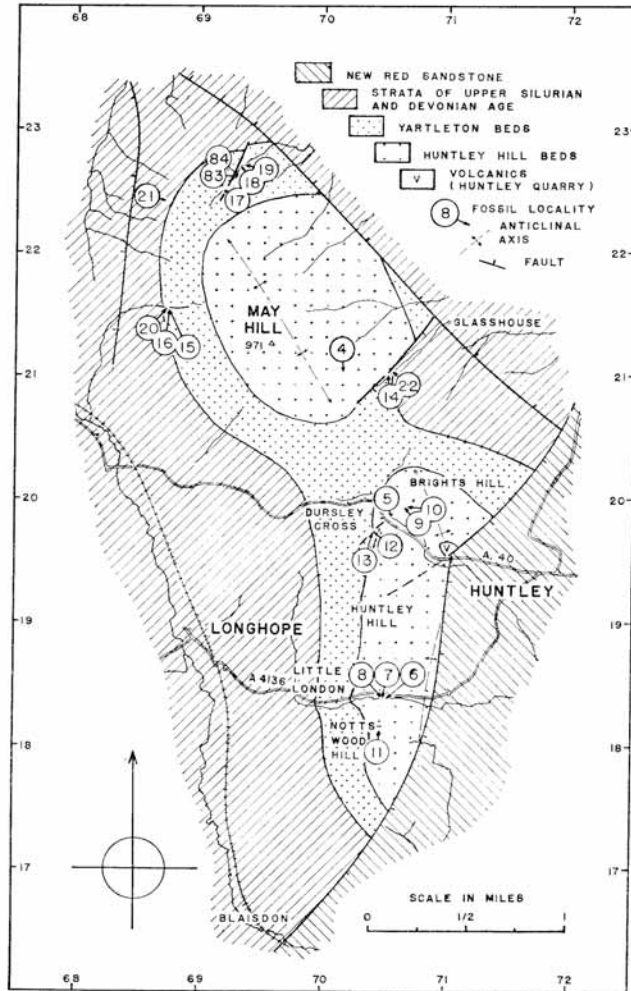 68
69
70
71
72
NEW RED SANDSTONE
STRATA OF UPPER SILURIAN
AND DEVONIAN AGE
YARTLETON BEDS
HUNTLEY HILL BEDS
V
VOLCANICS
(HUNTLEY QUARRY)
8
FOSSIL LOCALITY
ANTICLINAL
AXIS
FAULT
23
23
84
83
19
18
17
21
22
22
MAY
HILL
971
GLASSHOUSE
20
16
15
4
21
21
22
14
BRIGHTS HILL
20
20
5
10
9
DURSLEY
CROSS
12
13
V
A. 40
HUNTLEY
HUNTLEY
HILL
19
19
LONGHOPE
A 4136
LITTLE
LONDON
8
7
6
NOTTS
WOOD
HILL
11
18
18
17
17
SCALE IN MILES
0
1/2
1
BLAISDON
68
69
70
71
72